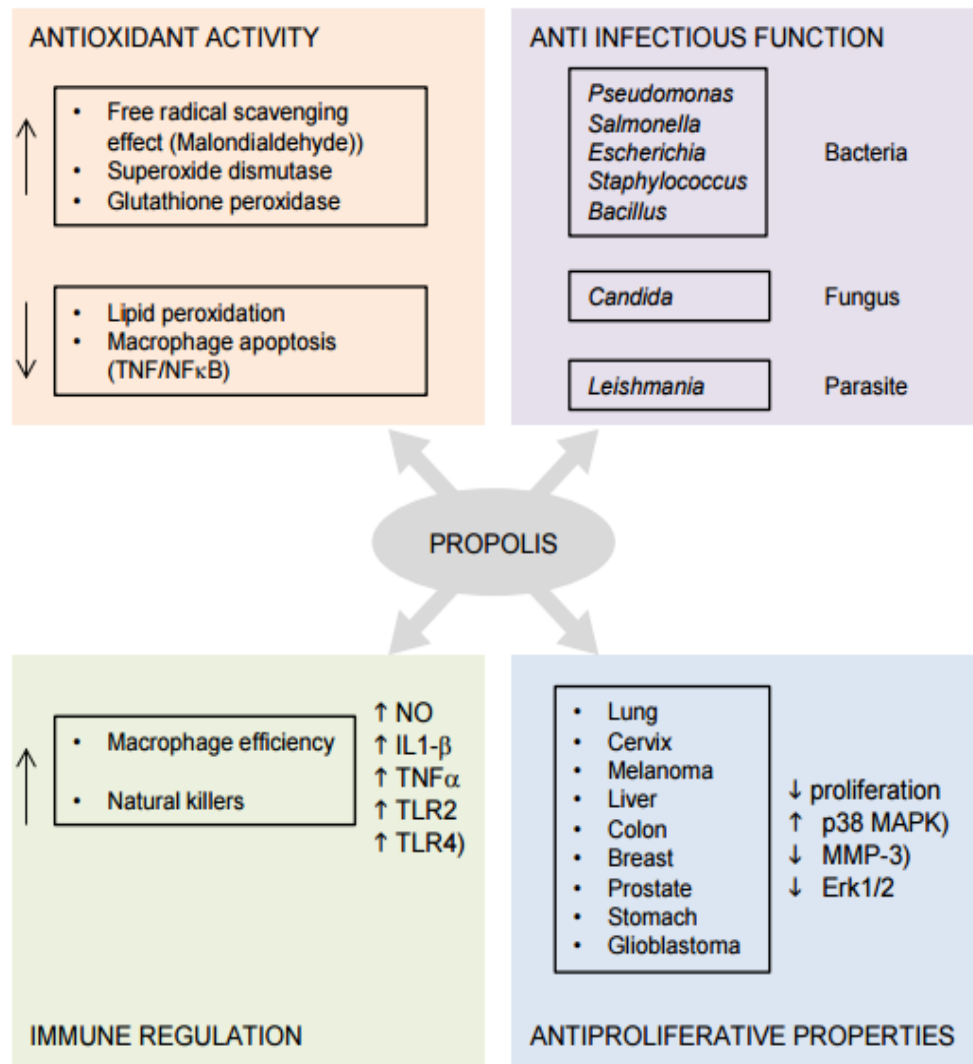 ANTIOXIDANT ACTIVITY
• Free radical scavenging
effect (Malondialdehyde))
• Superoxide dismutase
• Glutathione peroxidase
• Lipid peroxidation
• Macrophage apoptosis
(TNF/NFκB)
ANTI INFECTIOUS FUNCTION
Pseudomonas
Salmonella
Escherichia
Staphylococcus
Bacillus
Bacteria
Candida
Fungus
Leishmania
Parasite
PROPOLIS
• Macrophage efficiency
• Natural killers
↑ NO
↑ IL1-β
↑ TNFα
↑ TLR2
↑ TLR4)
IMMUNE REGULATION
• Lung
• Cervix
• Melanoma
• Liver
• Colon
• Breast
• Prostate
• Stomach
• Glioblastoma
↓ proliferation
↑ p38 MAPK)
↓ MMP-3)
↓ Erk1/2
ANTIPROLIFERATIVE PROPERTIES